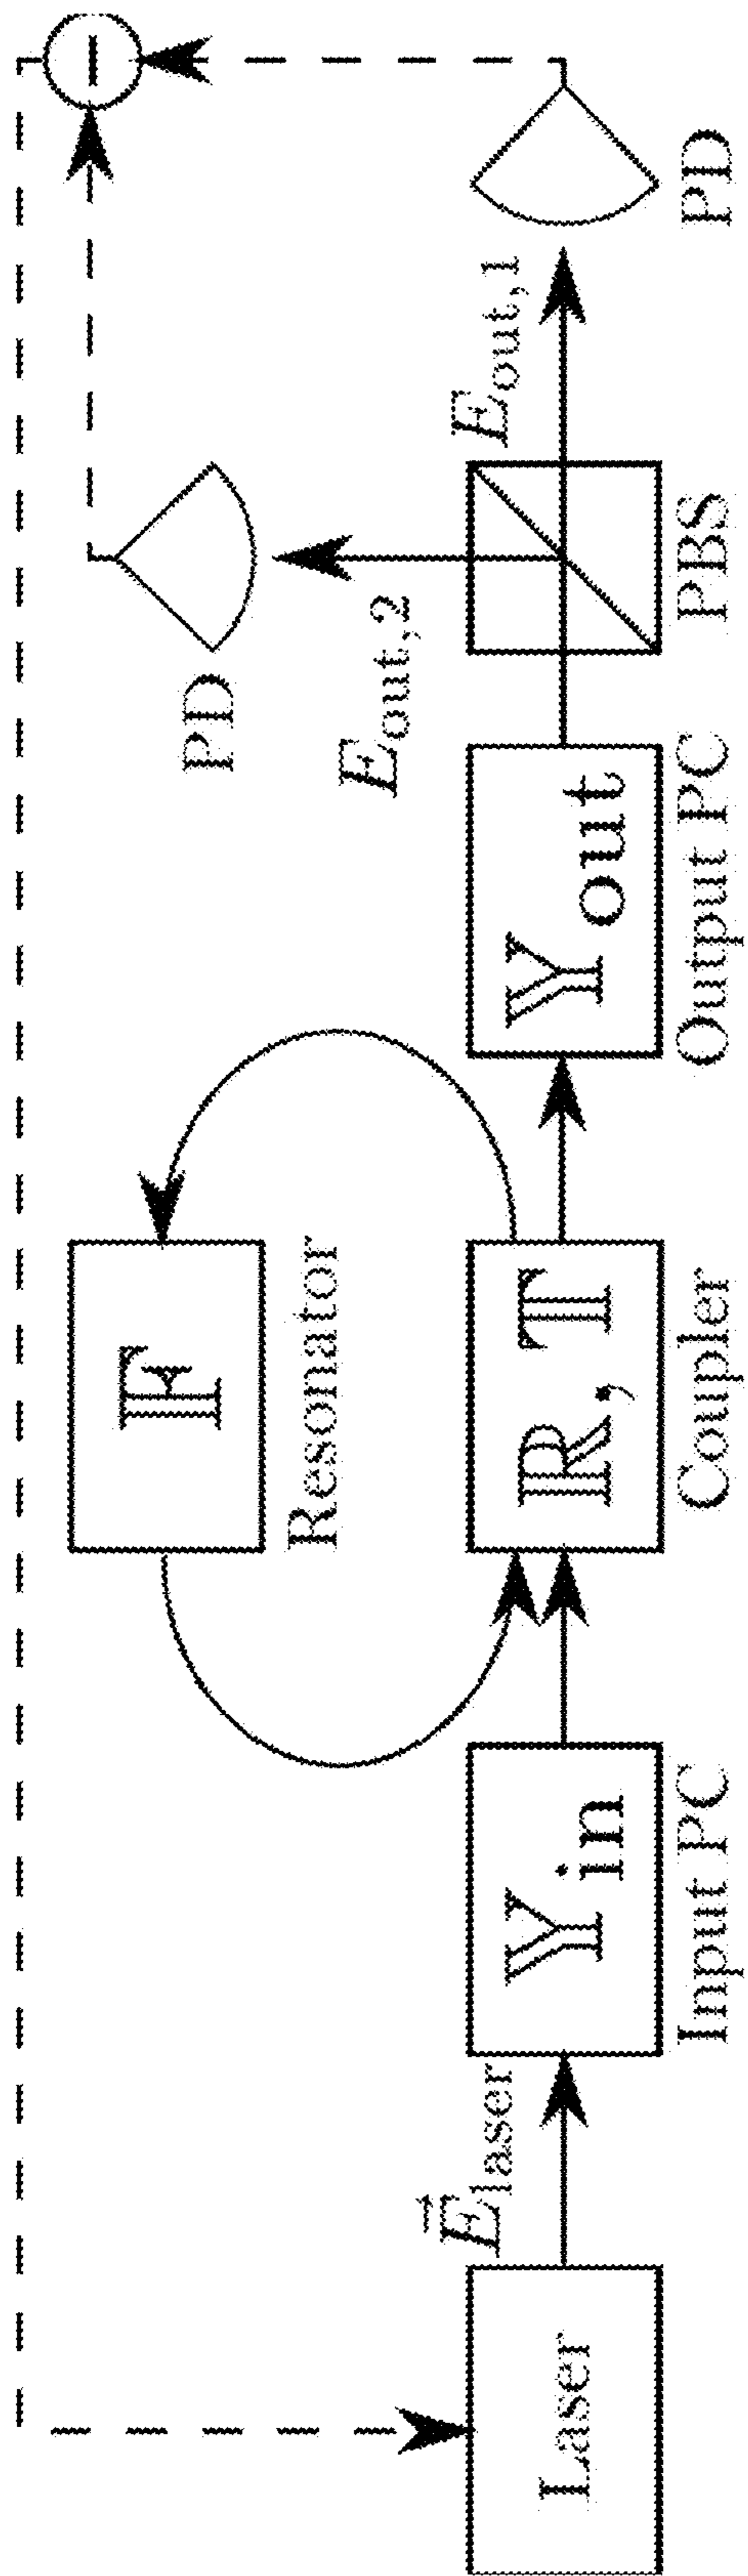 Laser
E⃗laser
𝕐in
Input PC
𝔽
Resonator
ℝ, 𝕋
Coupler
𝕐out
Output PC
PBS
Eout,2
PD
Eout,1
PD
−